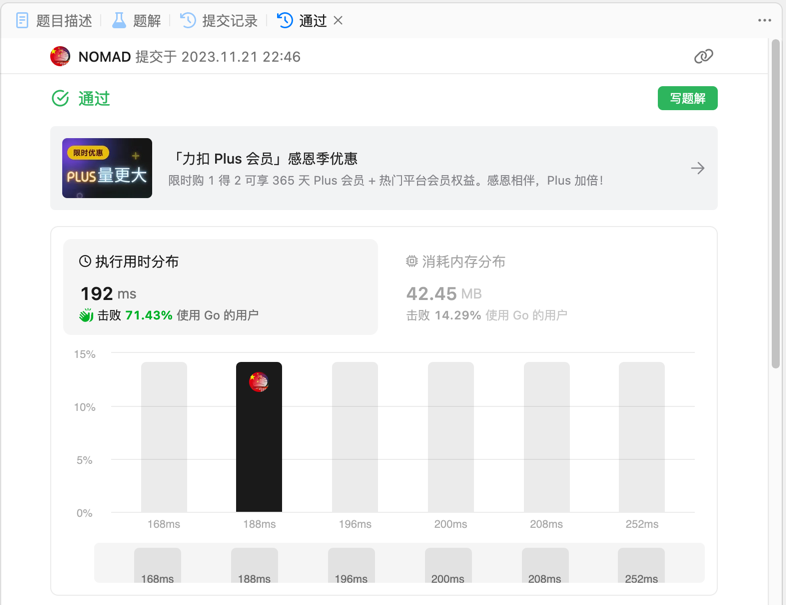 题目描述 题解 提交记录 通过
NOMAD 提交于 2023.11.21 22:46
通过 写题解
限时优惠
PLUS量更大
「力扣 Plus 会员」感恩季优惠
限时购 1 得 2 可享 365 天 Plus 会员 + 热门平台会员权益。感恩相伴，Plus 加倍！
执行用时分布
192 ms
击败 71.43% 使用 Go 的用户
消耗内存分布
42.45 MB
击败 14.29% 使用 Go 的用户
15%
10%
5%
0%
168ms 188ms 196ms 200ms 208ms 252ms
168ms 188ms 196ms 200ms 208ms 252ms